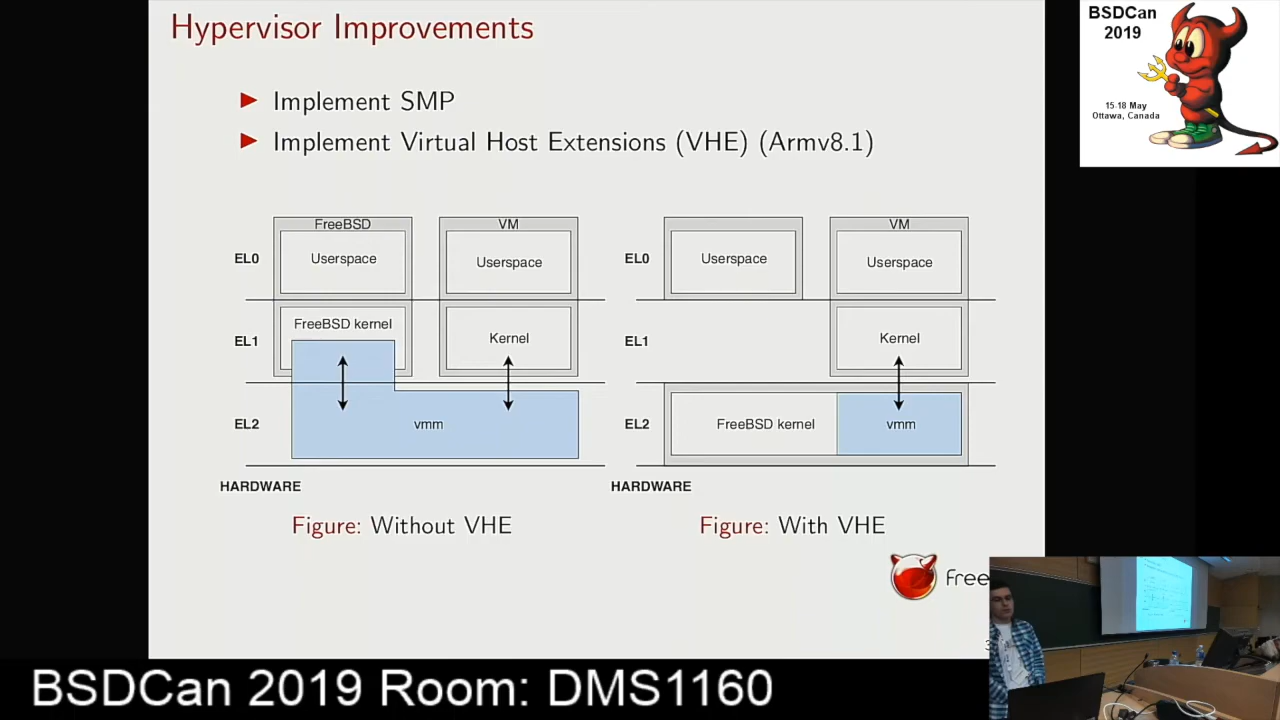 Hypervisor Improvements
Implement SMP
Implement Virtual Host Extensions (VHE) (Armv8.1)
FreeBSD
VM
EL0
Userspace
Userspace
EL1
FreeBSD kernel
Kernel
EL2
vmm
HARDWARE
Figure: Without VHE
VM
EL0
Userspace
Userspace
EL1
Kernel
EL2
FreeBSD kernel
vmm
HARDWARE
Figure: With VHE
Free
BSDCan
2019
15-18 May
Ottawa, Canada
BSDCan 2019 Room: DMS1160